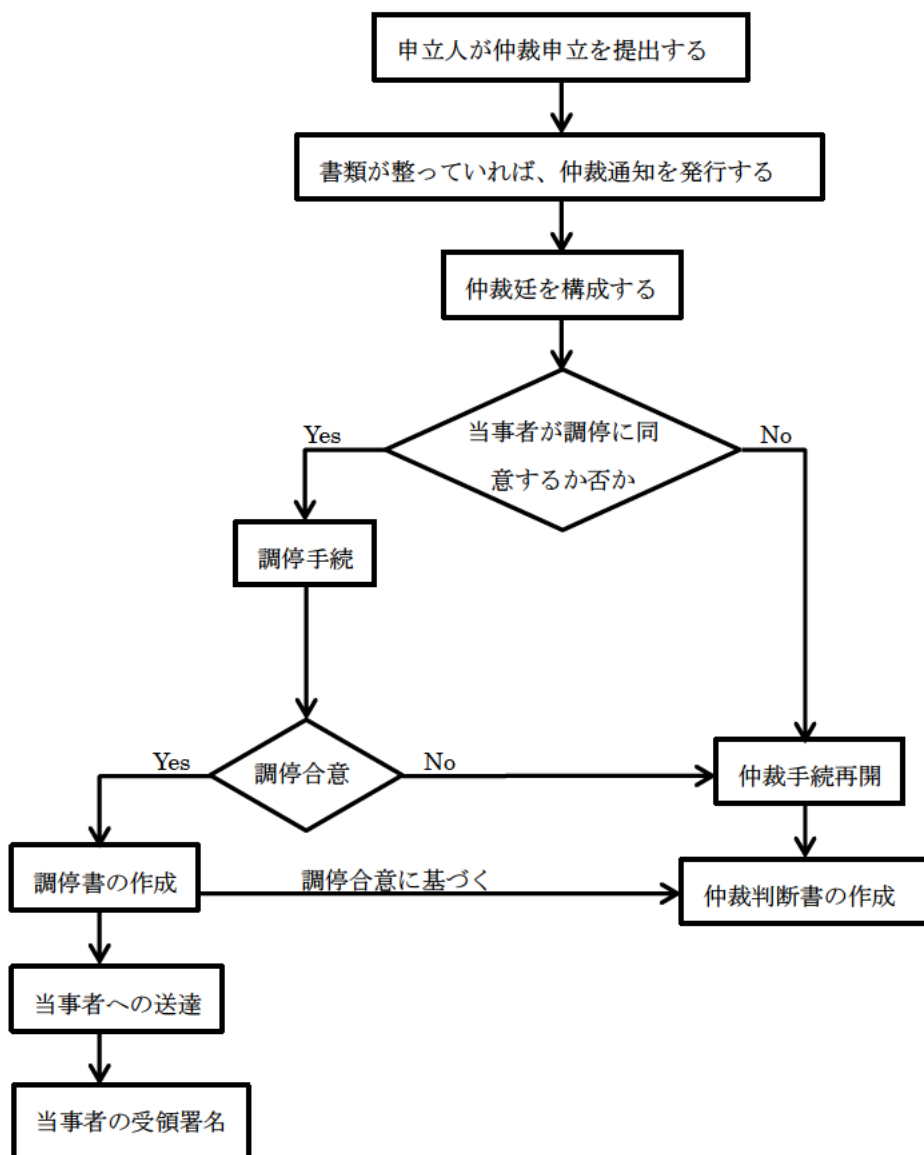 申立人が仲裁申立を提出する
書類が整っていれば、仲裁通知を発行する
仲裁廷を構成する
当事者が調停に同
意するか否か
Yes
No
調停手続
調停合意
Yes
No
仲裁手続再開
調停書の作成
調停合意に基づく
仲裁判断書の作成
当事者への送達
当事者の受領署名